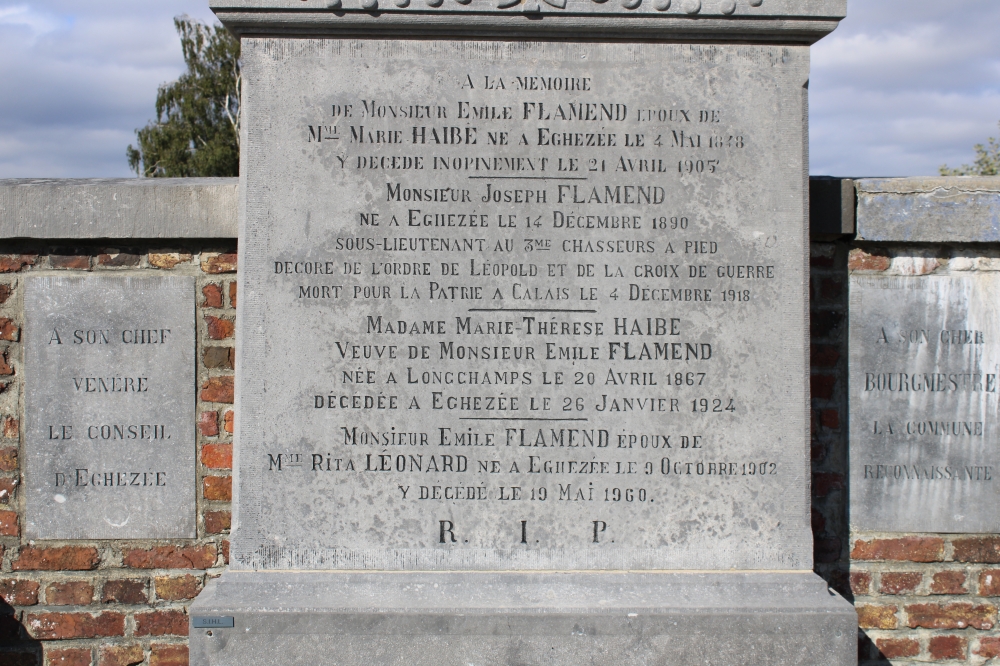 A LA MEMOIRE
DE MONSIEUR EMILE FLAMEND EPOUX DE
MME MARIE HAIBE NE A EGHEZÉE LE 4 MAI 1848
Y DECEDE INOPINEMENT LE 21 AVRIL 1905
MONSIEUR JOSEPH FLAMEND
NE A EGHEZÉE LE 14 DÉCEMBRE 1890
SOUS-LIEUTENANT AU 3ME CHASSEURS A PIED
DECORE DE L'ORDRE DE LÉOPOLD ET DE LA CROIX DE GUERRE
MORT POUR LA PATRIE A CALAIS LE 4 DÉCEMBRE 1918
MADAME MARIE-THÉRESE HAIBE
VEUVE DE MONSIEUR EMILE FLAMEND
NÉE A LONGCHAMPS LE 20 AVRIL 1867
DÉCÉDÉE A EGHEZÉE LE 26 JANVIER 1924
MONSIEUR EMILE FLAMEND ÉPOUX DE
MME RITA LÉONARD NE A EGHEZÉE LE 9 OCTOBRE 1902
Y DECÉDÉ LE 19 MAI 1960.
R. I. P.
A SON CHEF
VENERE
LE CONSEIL
D'EGHEZÉE
A SON CHER
BOURGMESTRE
LA COMMUNE
RECONNAISSANTE